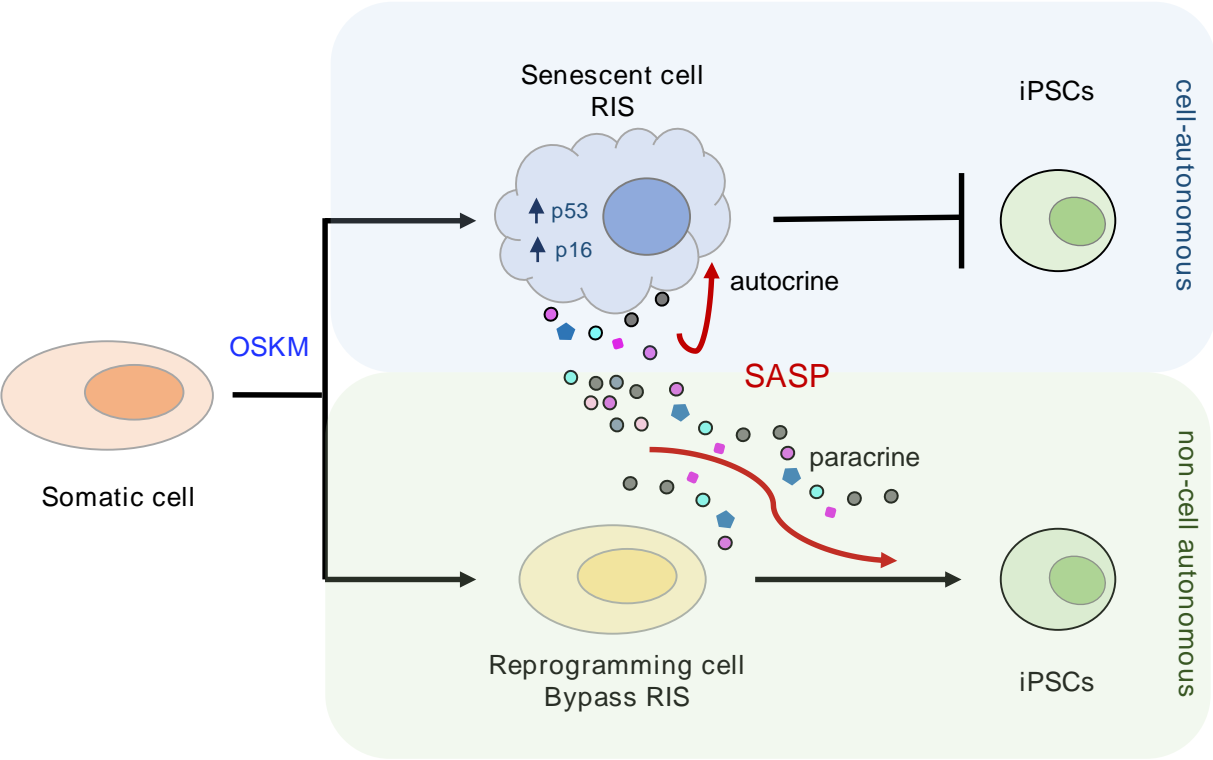 Senescent cell
RIS
iPSCs
cell-autonomous
p53
p16
autocrine
OSKM
SASP
Somatic cell
paracrine
non-cell autonomous
Reprogramming cell
Bypass RIS
iPSCs